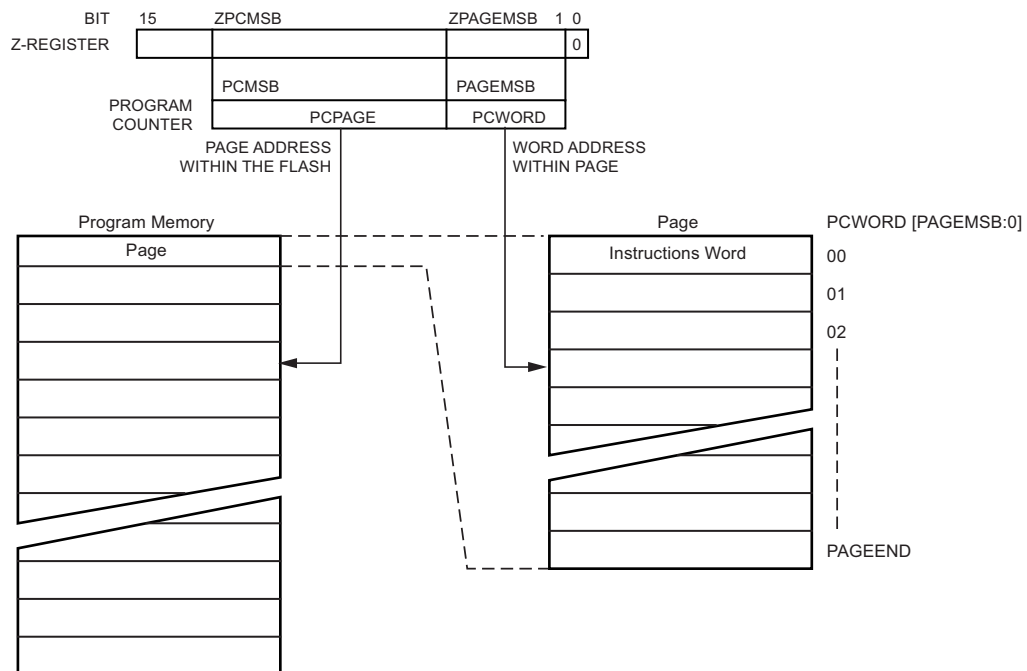 BIT 15 ZPCMSB ZPAGEMSB 1 0
Z-REGISTER 0
PCMSB PAGEMSB
PROGRAM
COUNTER
PCPAGE PCWORD
PAGE ADDRESS
WITHIN THE FLASH
WORD ADDRESS
WITHIN PAGE
Program Memory
Page
Page
PCWORD [PAGEMSB:0]
Instructions Word
00
01
02
PAGEEND